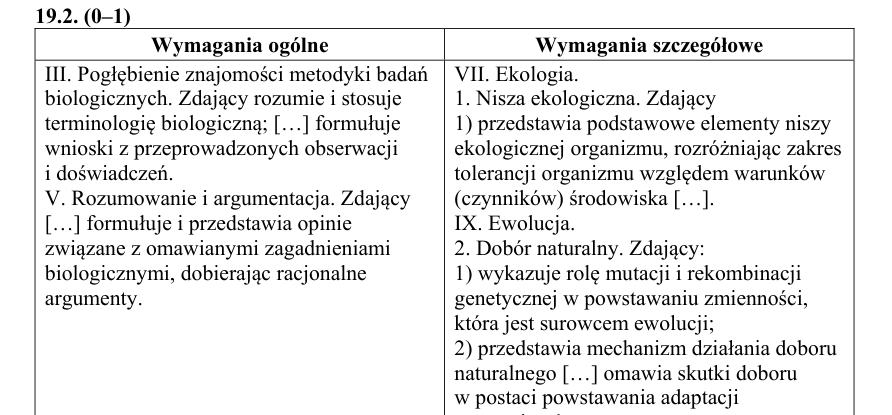 19.2. (0–1)
Wymagania ogólne
Wymagania szczegółowe
III. Pogłębienie znajomości metodyki badań
biologicznych. Zdający rozumie i stosuje
terminologię biologiczną; […] formułuje
wnioski z przeprowadzonych obserwacji
i doświadczeń.
V. Rozumowanie i argumentacja. Zdający
[…] formułuje i przedstawia opinie
związane z omawianymi zagadnieniami
biologicznymi, dobierając racjonalne
argumenty.
VII. Ekologia.
1. Nisza ekologiczna. Zdający
1) przedstawia podstawowe elementy niszy
ekologicznej organizmu, rozróżniając zakres
tolerancji organizmu względem warunków
(czynników) środowiska […].
IX. Ewolucja.
2. Dobór naturalny. Zdający:
1) wykazuje rolę mutacji i rekombinacji
genetycznej w powstawaniu zmienności,
która jest surowcem ewolucji;
2) przedstawia mechanizm działania doboru
naturalnego […] omawia skutki doboru
w postaci powstawania adaptacji